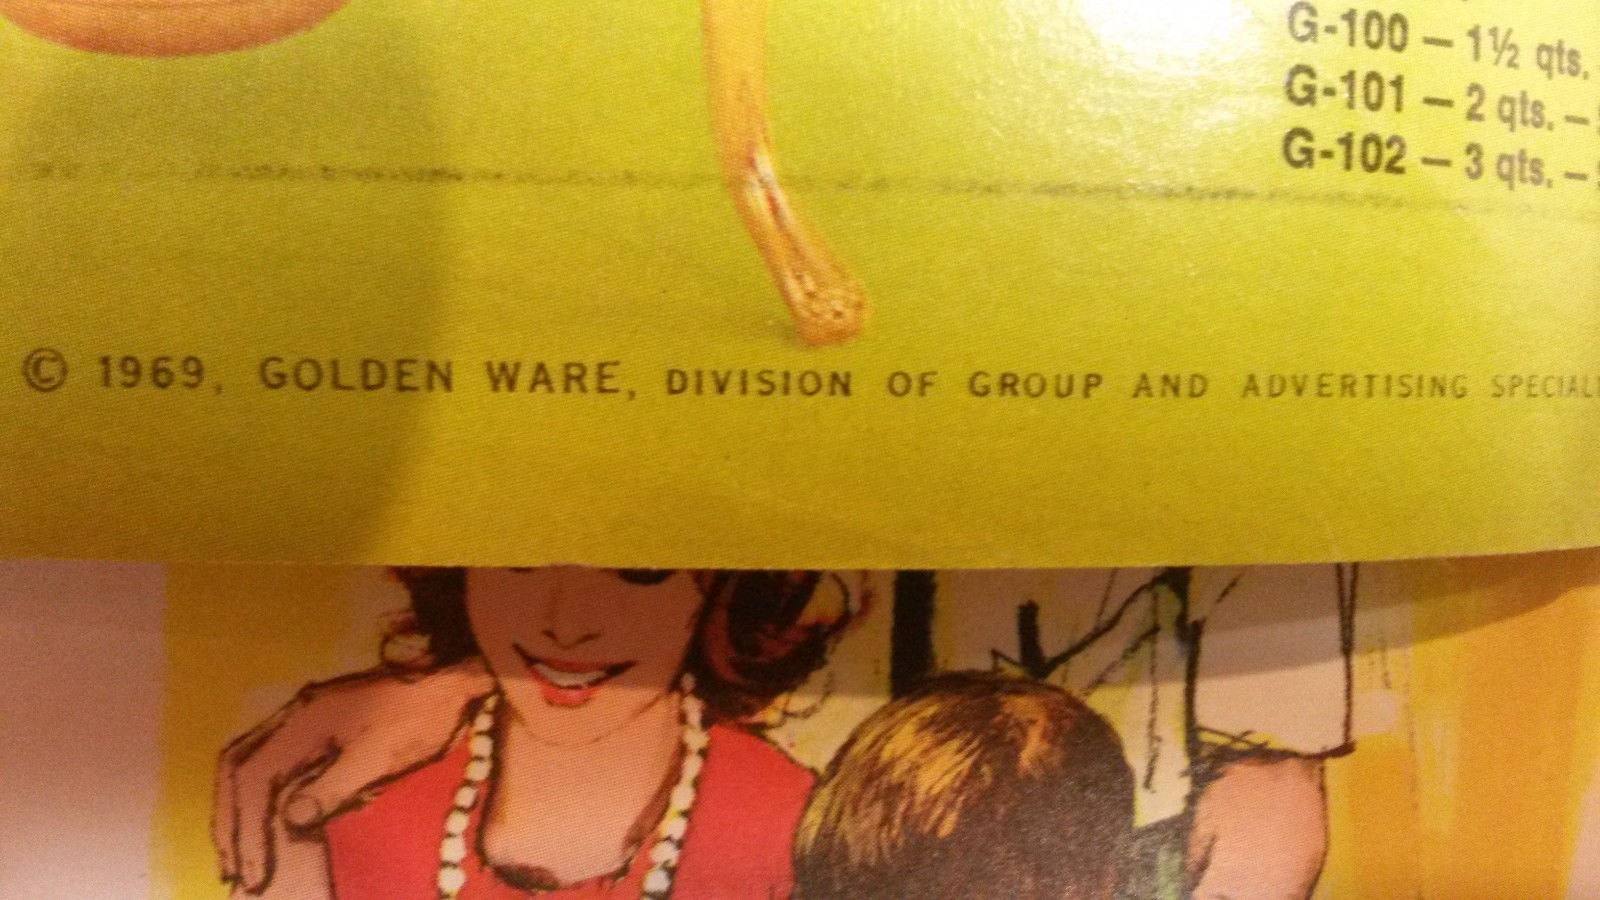 G-100 — 1½ qts.
G-101 — 2 qts. —
G-102 — 3 qts. —
© 1969, GOLDEN WARE, DIVISION OF GROUP AND ADVERTISING